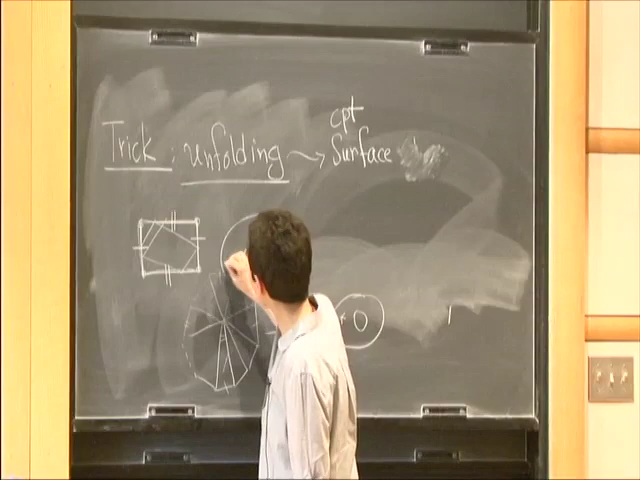 cpt
Trick : unfolding → Surface